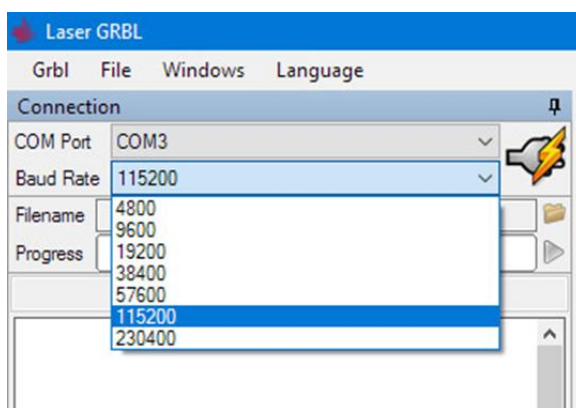 Laser GRBL
Grbl File Windows Language
Connection
COM Port COM3
Baud Rate 115200
Filename
Progress
4800
9600
19200
38400
57600
115200
230400